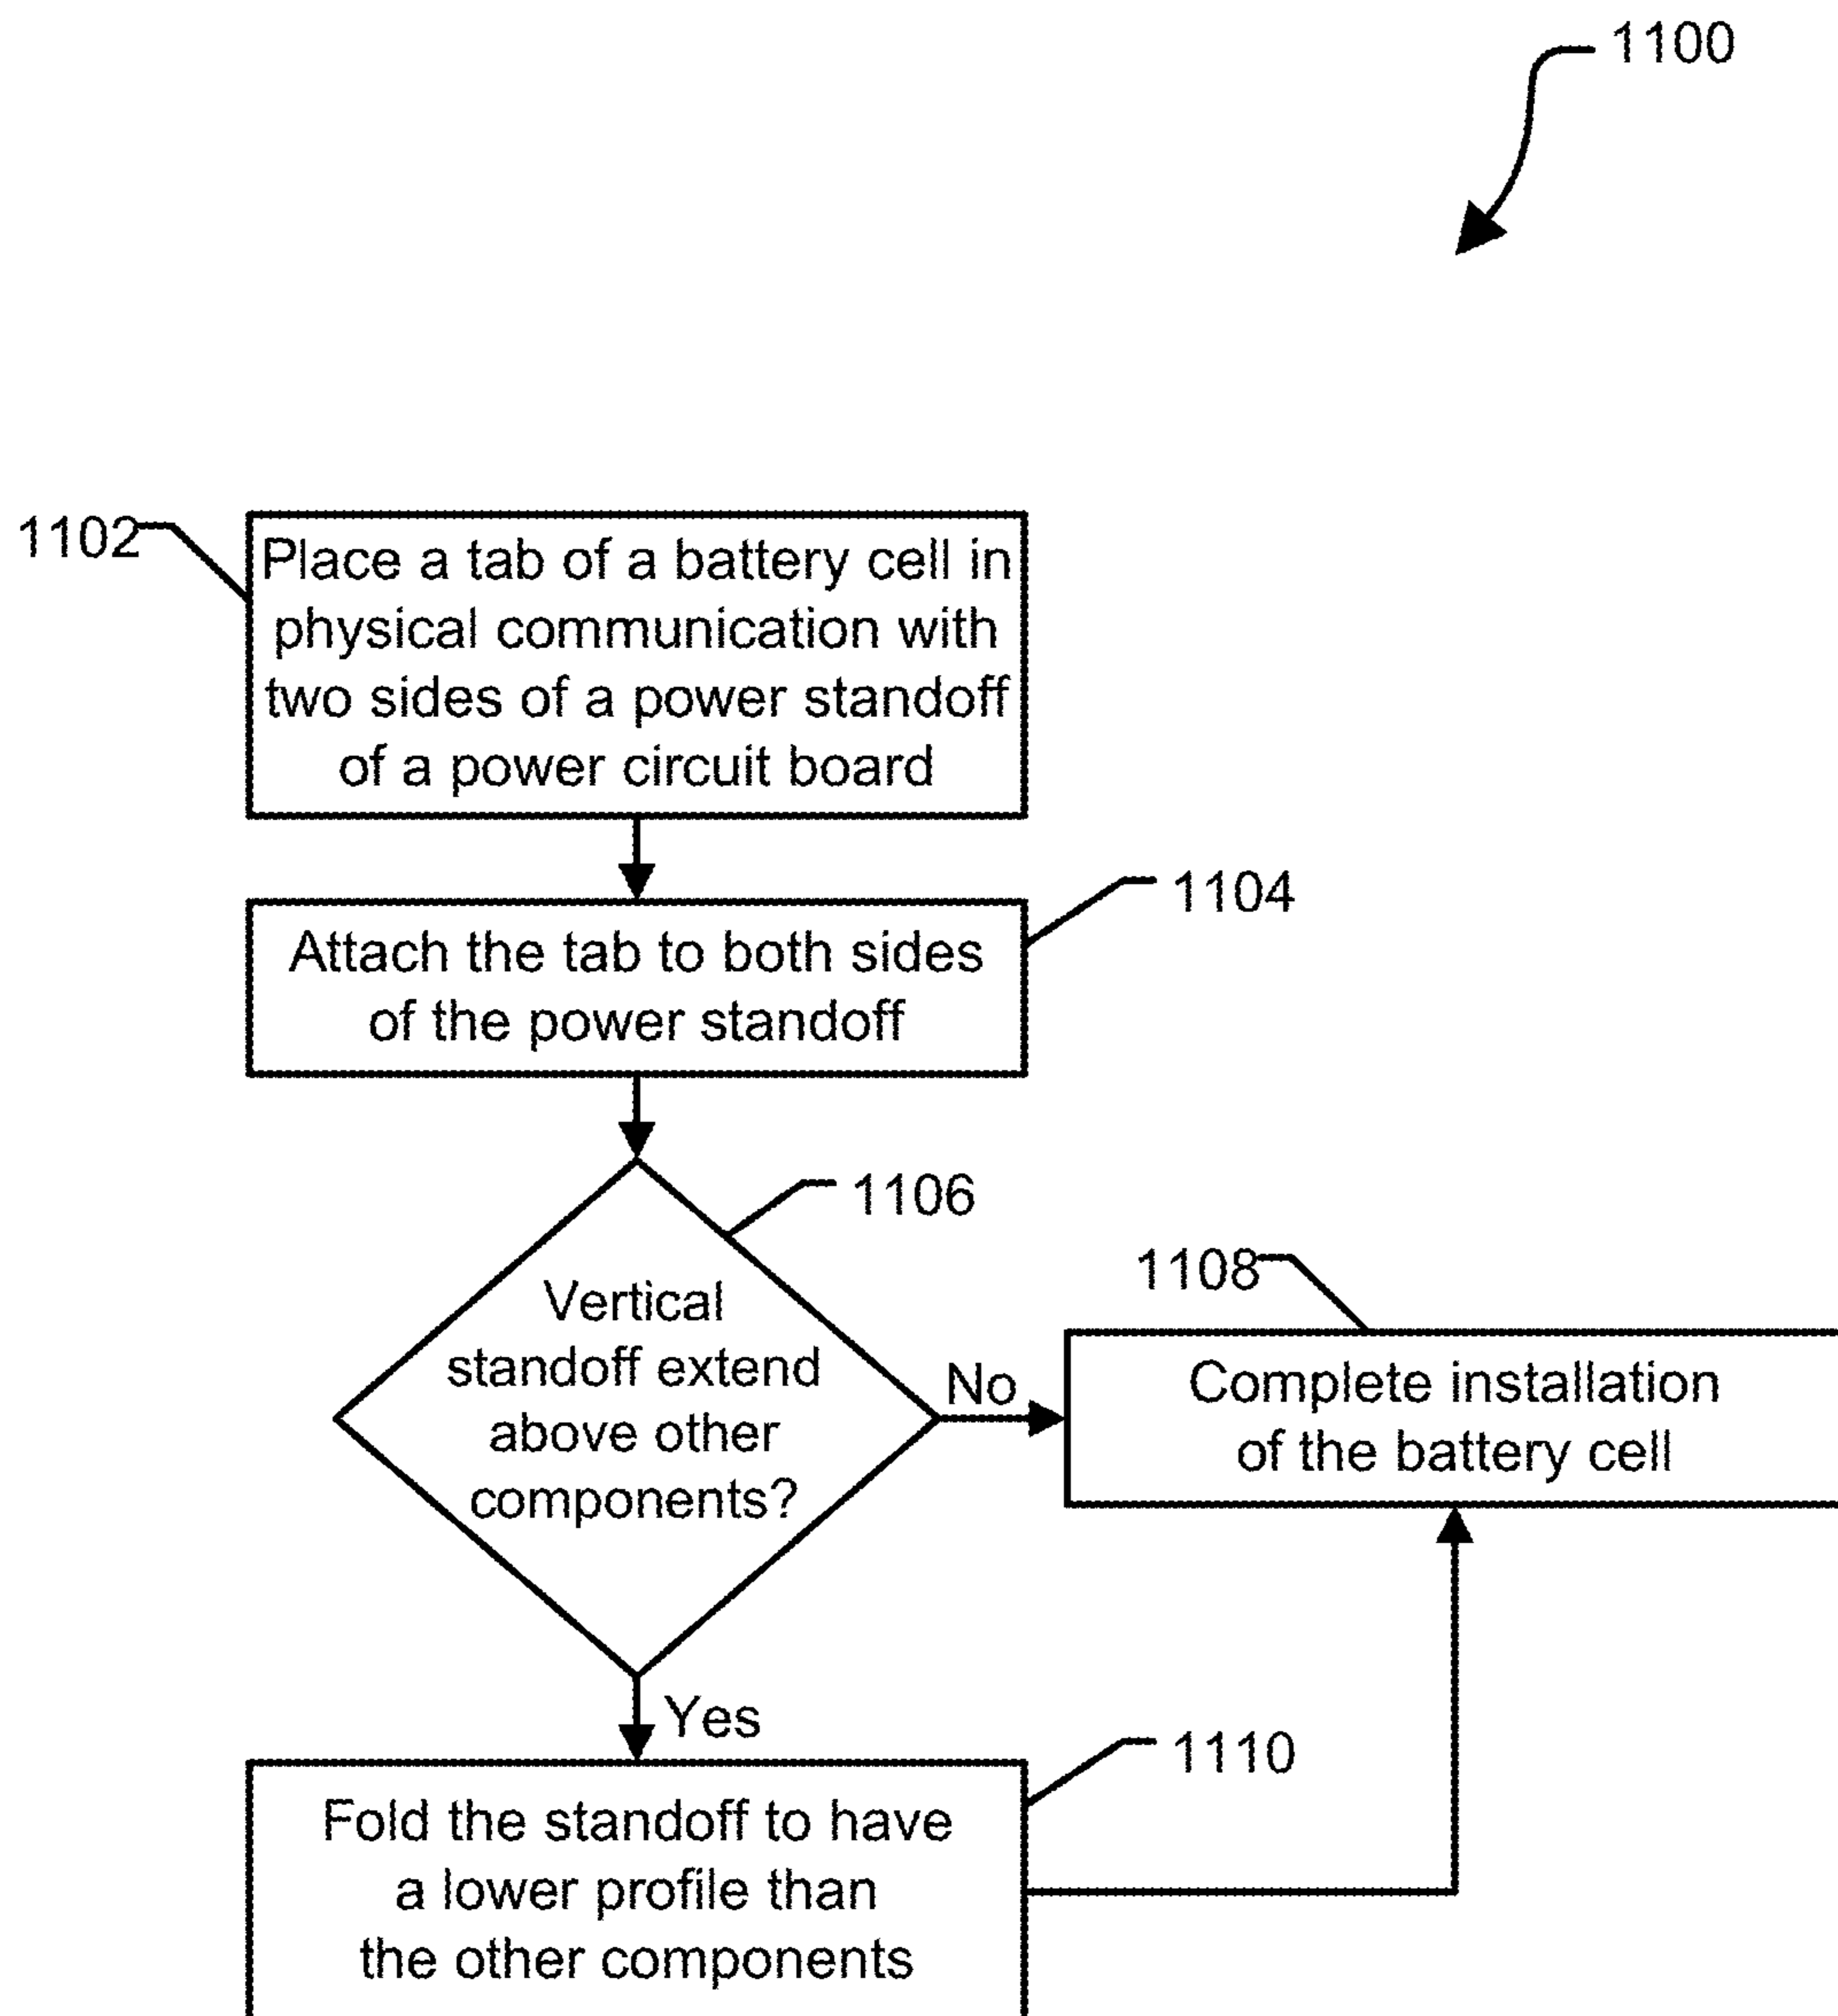 1100
1102
Place a tab of a battery cell in
physical communication with
two sides of a power standoff
of a power circuit board
1104
Attach the tab to both sides
of the power standoff
1106
Vertical
standoff extend
above other
components?
No
1108
Complete installation
of the battery cell
Yes
1110
Fold the standoff to have
a lower profile than
the other components